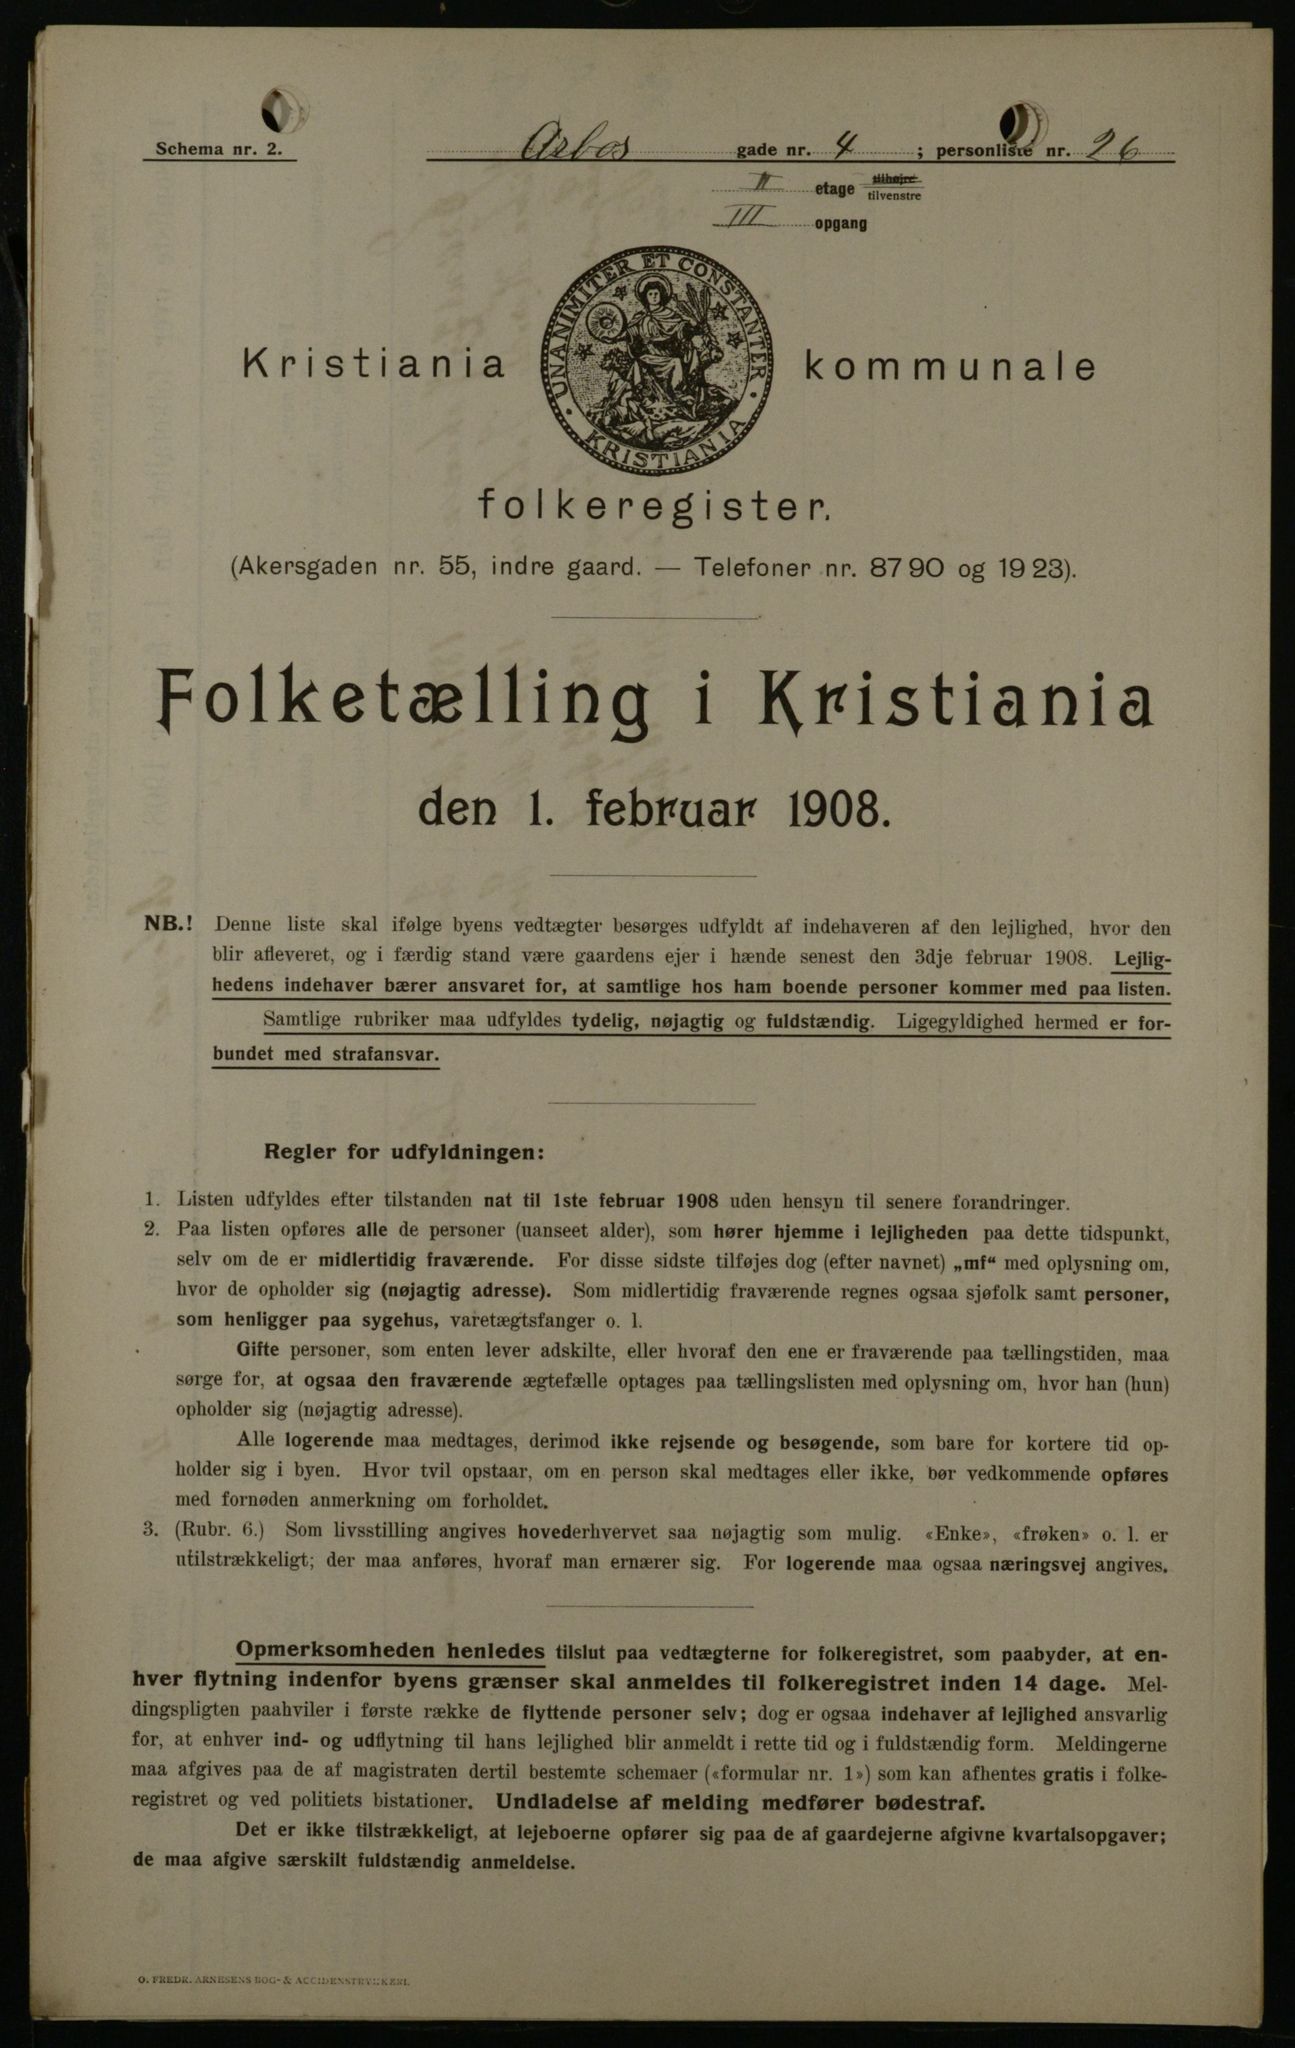 Schema nr. 2.
Arbos gade nr. 4 ; personliste nr. 26
II etage tilhøjre
tilvenstre
III opgang
UNANIMITER ET CONSTANTER
KRISTIANIA
Kristiania kommunale
folkeregister.
(Akersgaden nr. 55, indre gaard. — Telefoner nr. 8790 og 1923).
Folketælling i Kristiania
den 1. februar 1908.
NB.! Denne liste skal ifølge byens vedtægter besørges udfyldt af indehaveren af den lejlighed, hvor den
blir afleveret, og i færdig stand være gaardens ejer i hænde senest den 3dje februar 1908. Lejlig-
hedens indehaver bærer ansvaret for, at samtlige hos ham boende personer kommer med paa listen.
Samtlige rubriker maa udfyldes tydelig, nøjagtig og fuldstændig. Ligegyldighed hermed er for-
bundet med strafansvar.
Regler for udfyldningen:
1. Listen udfyldes efter tilstanden nat til 1ste februar 1908 uden hensyn til senere forandringer.
2. Paa listen opføres alle de personer (uanseet alder), som hører hjemme i lejligheden paa dette tidspunkt,
selv om de er midlertidig fraværende. For disse sidste tilføjes dog (efter navnet) „mf“ med oplysning om,
hvor de opholder sig (nøjagtig adresse). Som midlertidig fraværende regnes ogsaa sjøfolk samt personer,
som henligger paa sygehus, varetægtsfanger o. l.
Gifte personer, som enten lever adskilte, eller hvoraf den ene er fraværende paa tællingstiden, maa
sørge for, at ogsaa den fraværende ægtefælle optages paa tællingslisten med oplysning om, hvor han (hun)
opholder sig (nøjagtig adresse).
Alle logerende maa medtages, derimod ikke rejsende og besøgende, som bare for kortere tid op-
holder sig i byen. Hvor tvil opstaar, om en person skal medtages eller ikke, bør vedkommende opføres
med fornøden anmerkning om forholdet.
3. (Rubr. 6.) Som livsstilling angives hovederhvervet saa nøjagtig som mulig. «Enke», «frøken» o. l. er
utilstrækkeligt; der maa anføres, hvoraf man ernærer sig. For logerende maa ogsaa næringsvej angives.
Opmerksomheden henledes tilslut paa vedtægterne for folkeregistret, som paabyder, at en-
hver flytning indenfor byens grænser skal anmeldes til folkeregistret inden 14 dage. Mel-
dingspligten paahviler i første række de flyttende personer selv; dog er ogsaa indehaver af lejlighed ansvarlig
for, at enhver ind- og udflytning til hans lejlighed blir anmeldt i rette tid og i fuldstændig form. Meldingerne
maa afgives paa de af magistraten dertil bestemte schemaer («formular nr. 1») som kan afhentes gratis i folke-
registret og ved politiets bistationer. Undladelse af melding medfører bødestraf.
Det er ikke tilstrækkeligt, at lejeboerne opfører sig paa de af gaardejerne afgivne kvartalsopgaver;
de maa afgive særskilt fuldstændig anmeldelse.
O. FREDR. ARNESENS BOG- & ACCIDENSTRYKKERI.